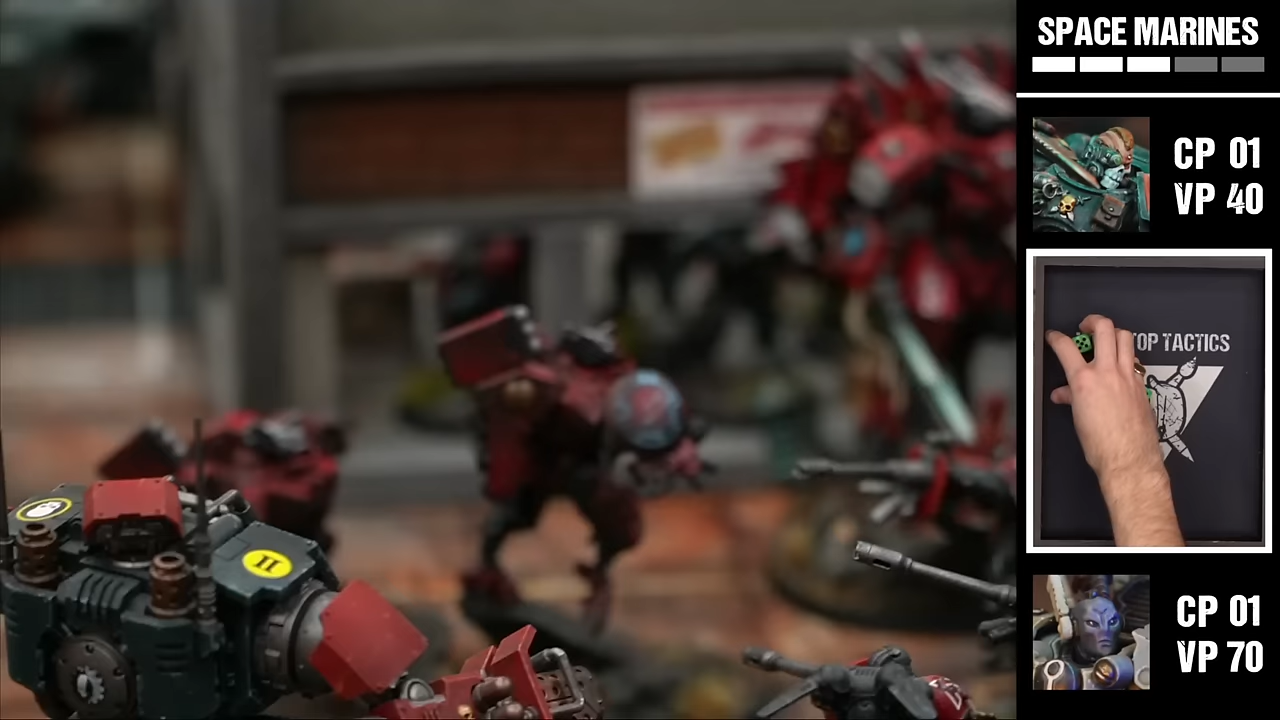 SPACE MARINES
CP 01
VP 40
TOP TACTICS
II
CP 01
VP 70